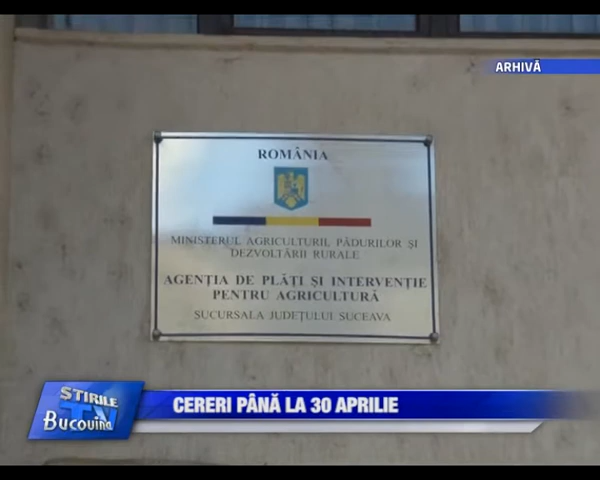 ARHIVĂ
ROMÂNIA
MINISTERUL AGRICULTURII, PĂDURILOR ȘI
DEZVOLTĂRII RURALE
AGENȚIA DE PLĂȚI ȘI INTERVENȚIE
PENTRU AGRICULTURĂ
SUCURSALA JUDEȚULUI SUCEAVA
ȘTIRILE
TV
Bucovina
CERERI PÂNĂ LA 30 APRILIE